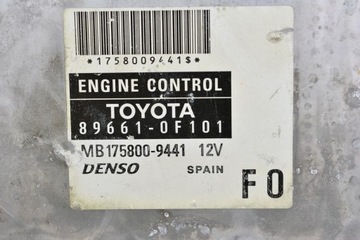 *1758009441$*
ENGINE CONTROL
TOYOTA
89661-0F101
MB175800-9441 12V
DENSO SPAIN
F0